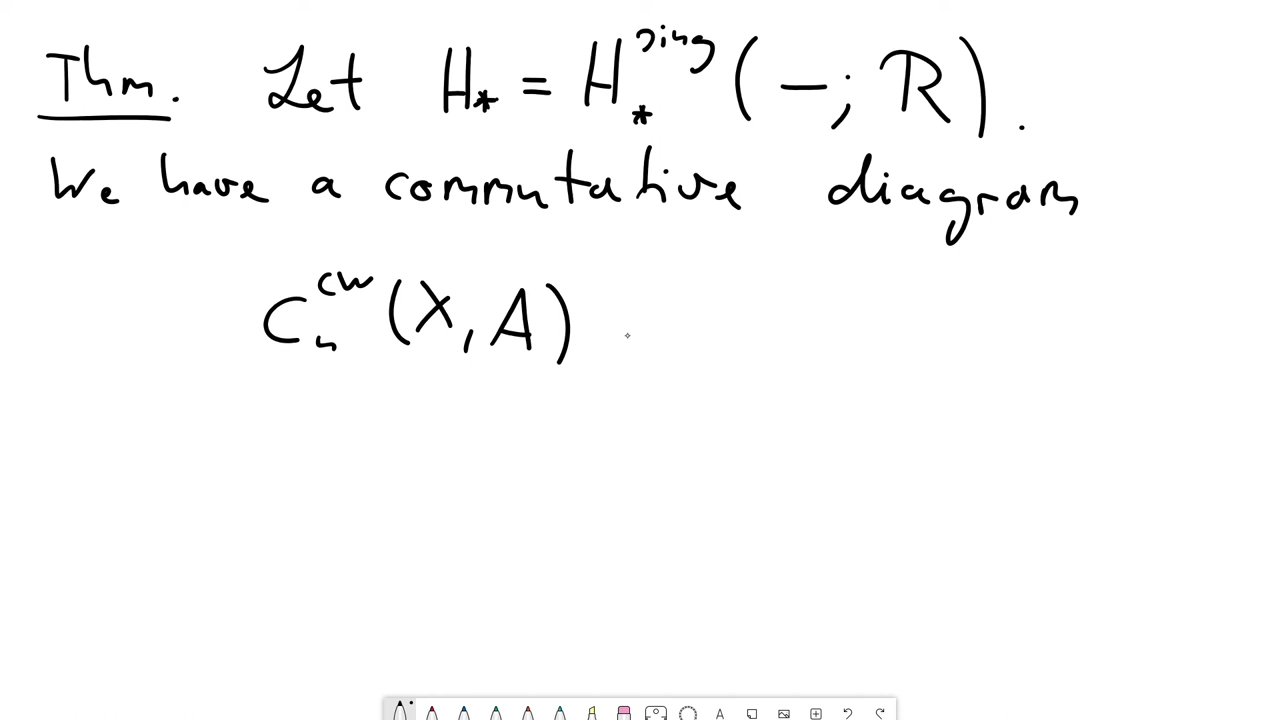 Thm. Let H_* = H_*^{sing}(-; R).
We have a commutative diagram
C_n^{CW}(X, A)